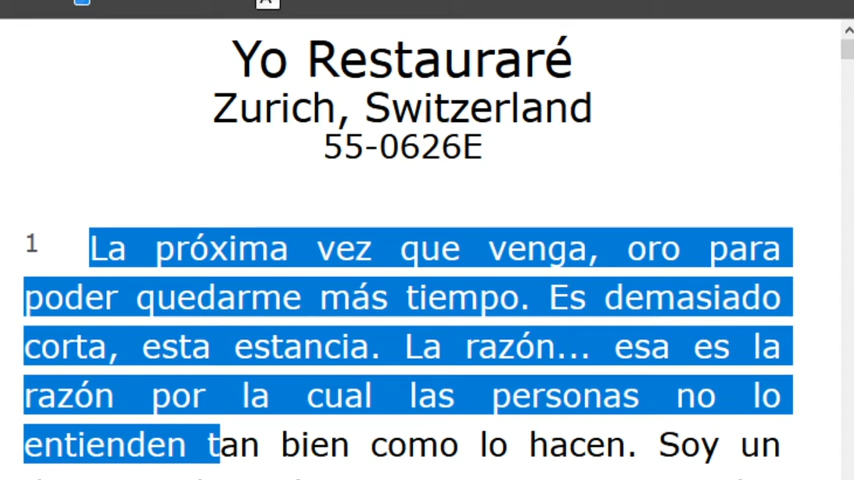 Yo Restauraré
Zurich, Switzerland
55-0626E
1 La próxima vez que venga, oro para
poder quedarme más tiempo. Es demasiado
corta, esta estancia. La razón... esa es la
razón por la cual las personas no lo
entienden tan bien como lo hacen. Soy un